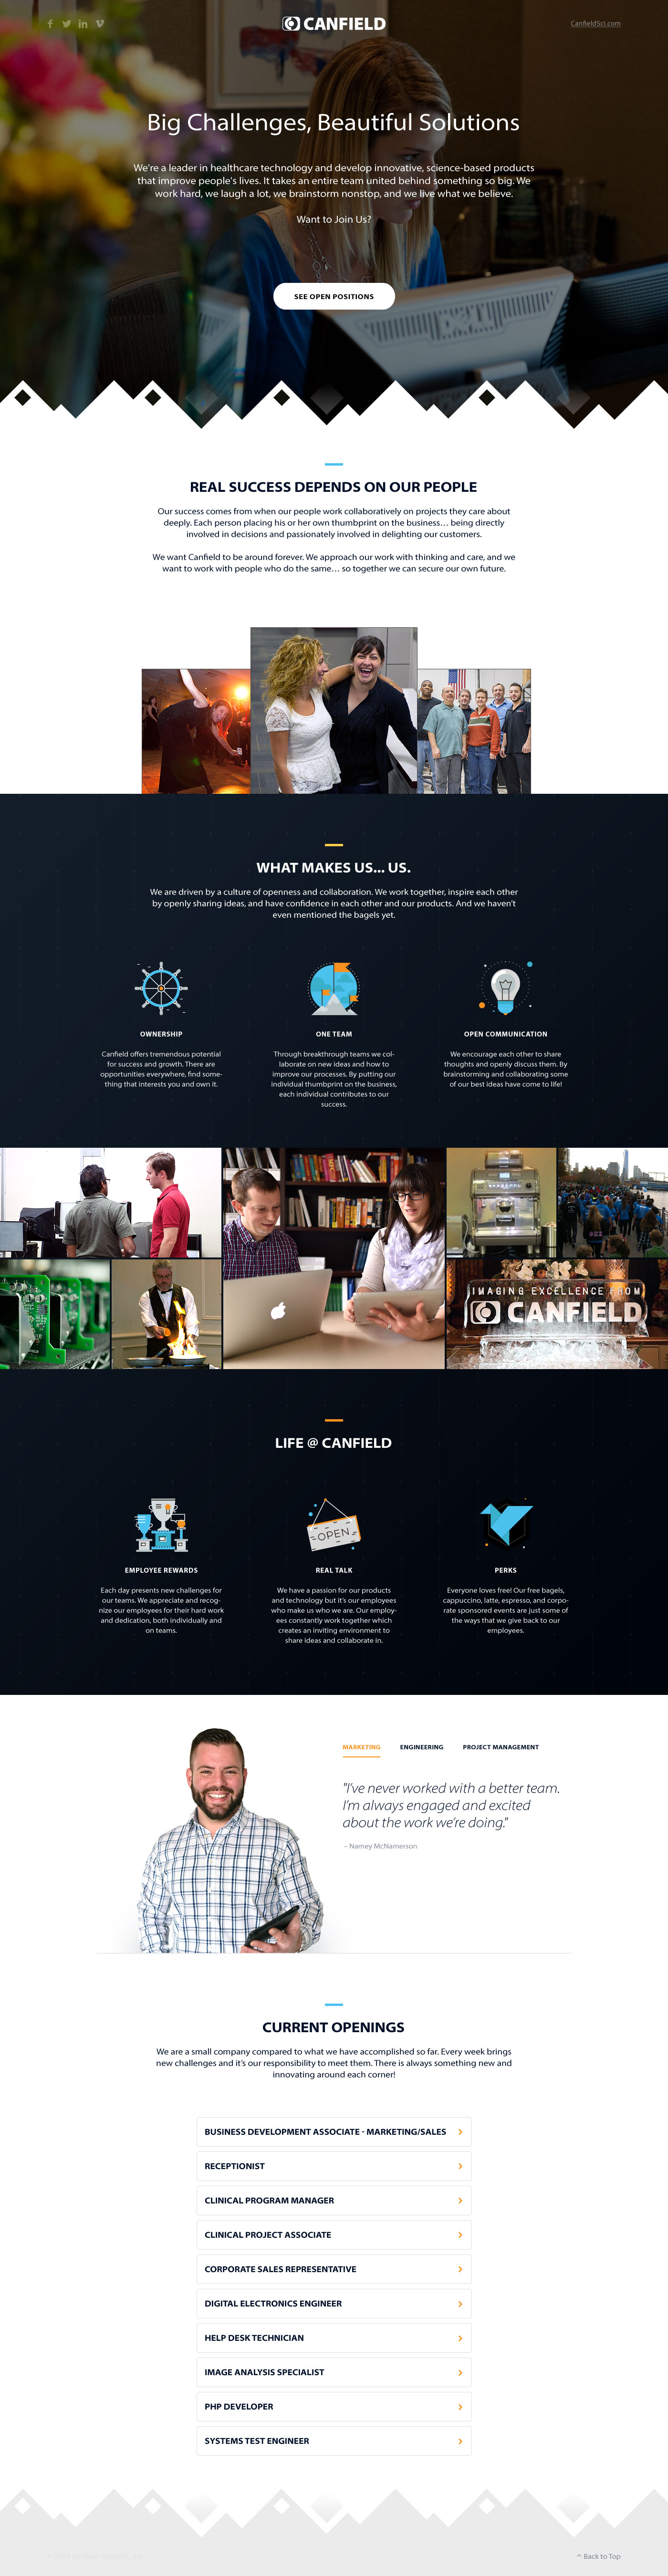 CANFIELD
CanfieldSci.com
Big Challenges, Beautiful Solutions
We're a leader in healthcare technology and develop innovative, science-based products
that improve people's lives. It takes an entire team united behind something so big. We
work hard, we laugh a lot, we brainstorm nonstop, and we live what we believe.
Want to Join Us?
SEE OPEN POSITIONS
REAL SUCCESS DEPENDS ON OUR PEOPLE
Our success comes from when our people work collaboratively on projects they care about
deeply. Each person placing his or her own thumbprint on the business… being directly
involved in decisions and passionately involved in delighting our customers.
We want Canfield to be around forever. We approach our work with thinking and care, and we
want to work with people who do the same… so together we can secure our own future.
WHAT MAKES US... US.
We are driven by a culture of openness and collaboration. We work together, inspire each other
by openly sharing ideas, and have confidence in each other and our products. And we haven't
even mentioned the bagels yet.
OWNERSHIP
Canfield offers tremendous potential
for success and growth. There are
opportunities everywhere, find some-
thing that interests you and own it.
ONE TEAM
Through breakthrough teams we col-
laborate on new ideas and how to
improve our processes. By putting our
individual thumbprint on the business,
each individual contributes to our
success.
OPEN COMMUNICATION
We encourage each other to share
thoughts and openly discuss them. By
brainstorming and collaborating some
of our best ideas have come to life!
IMAGING EXCELLENCE FROM
CANFIELD
LIFE @ CANFIELD
EMPLOYEE REWARDS
Each day presents new challenges for
our teams. We appreciate and recog-
nize our employees for their hard work
and dedication, both individually and
on teams.
OPEN
REAL TALK
We have a passion for our products
and technology but it's our employees
who make us who we are. Our employ-
ees constantly work together which
creates an inviting environment to
share ideas and collaborate in.
PERKS
Everyone loves free! Our free bagels,
cappuccino, latte, espresso, and corpo-
rate sponsored events are just some of
the ways that we give back to our
employees.
MARKETING
ENGINEERING
PROJECT MANAGEMENT
"I've never worked with a better team.
I'm always engaged and excited
about the work we're doing."
– Namey McNamerson
CURRENT OPENINGS
We are a small company compared to what we have accomplished so far. Every week brings
new challenges and it's our responsibility to meet them. There is always something new and
innovating around each corner!
BUSINESS DEVELOPMENT ASSOCIATE - MARKETING/SALES
RECEPTIONIST
CLINICAL PROGRAM MANAGER
CLINICAL PROJECT ASSOCIATE
CORPORATE SALES REPRESENTATIVE
DIGITAL ELECTRONICS ENGINEER
HELP DESK TECHNICIAN
IMAGE ANALYSIS SPECIALIST
PHP DEVELOPER
SYSTEMS TEST ENGINEER
Back to Top